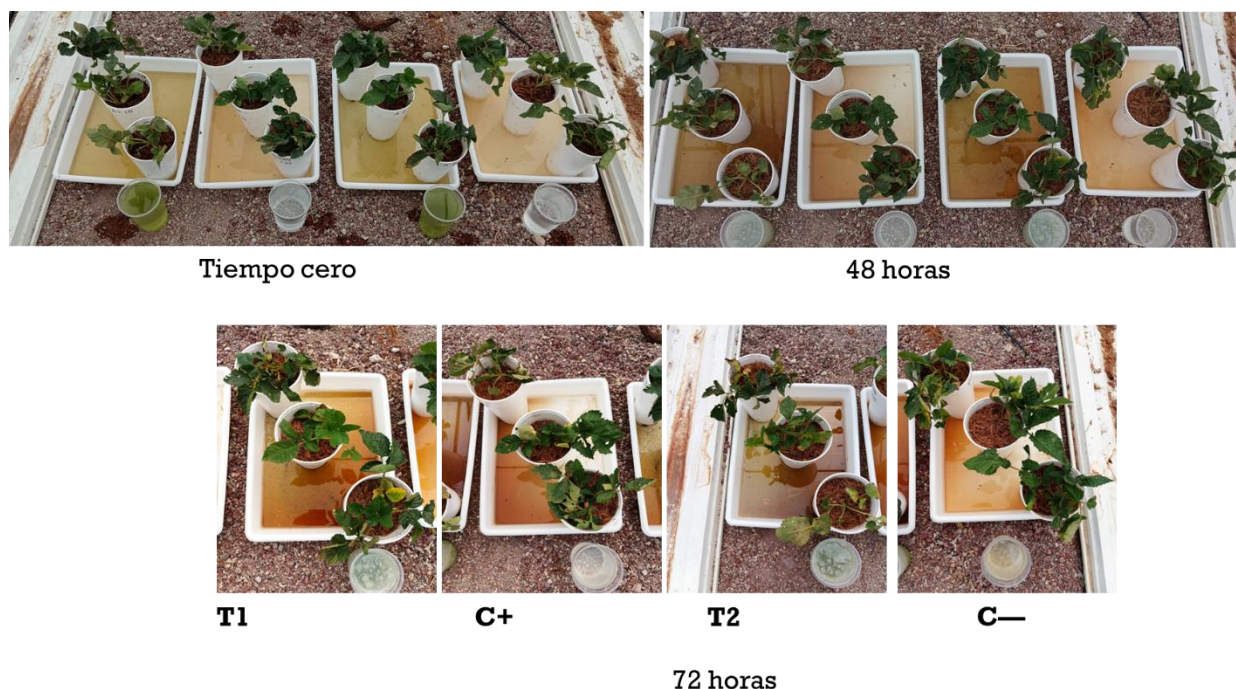 Tiempo cero
48 horas
T1
C+
T2
C—
72 horas